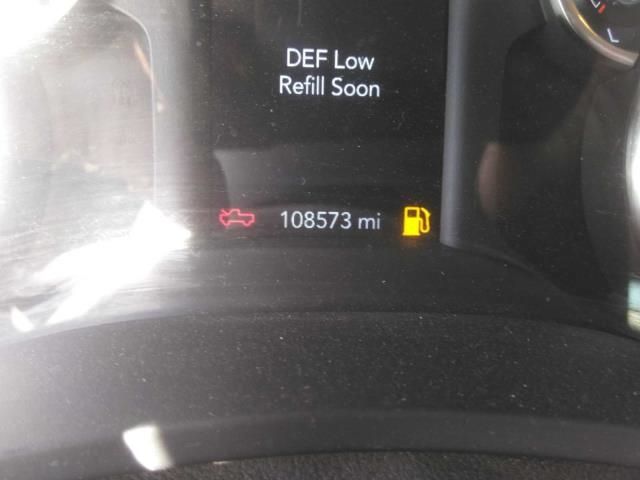 DEF Low
Refill Soon
108573 mi
L